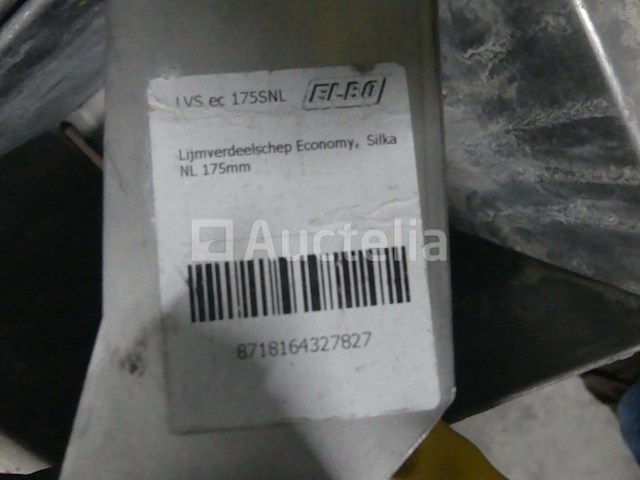 LVS ec 175SNL ELBO
Lijmverdeelschep Economy, Silka
NL 175mm
Auctelia
8718164327827